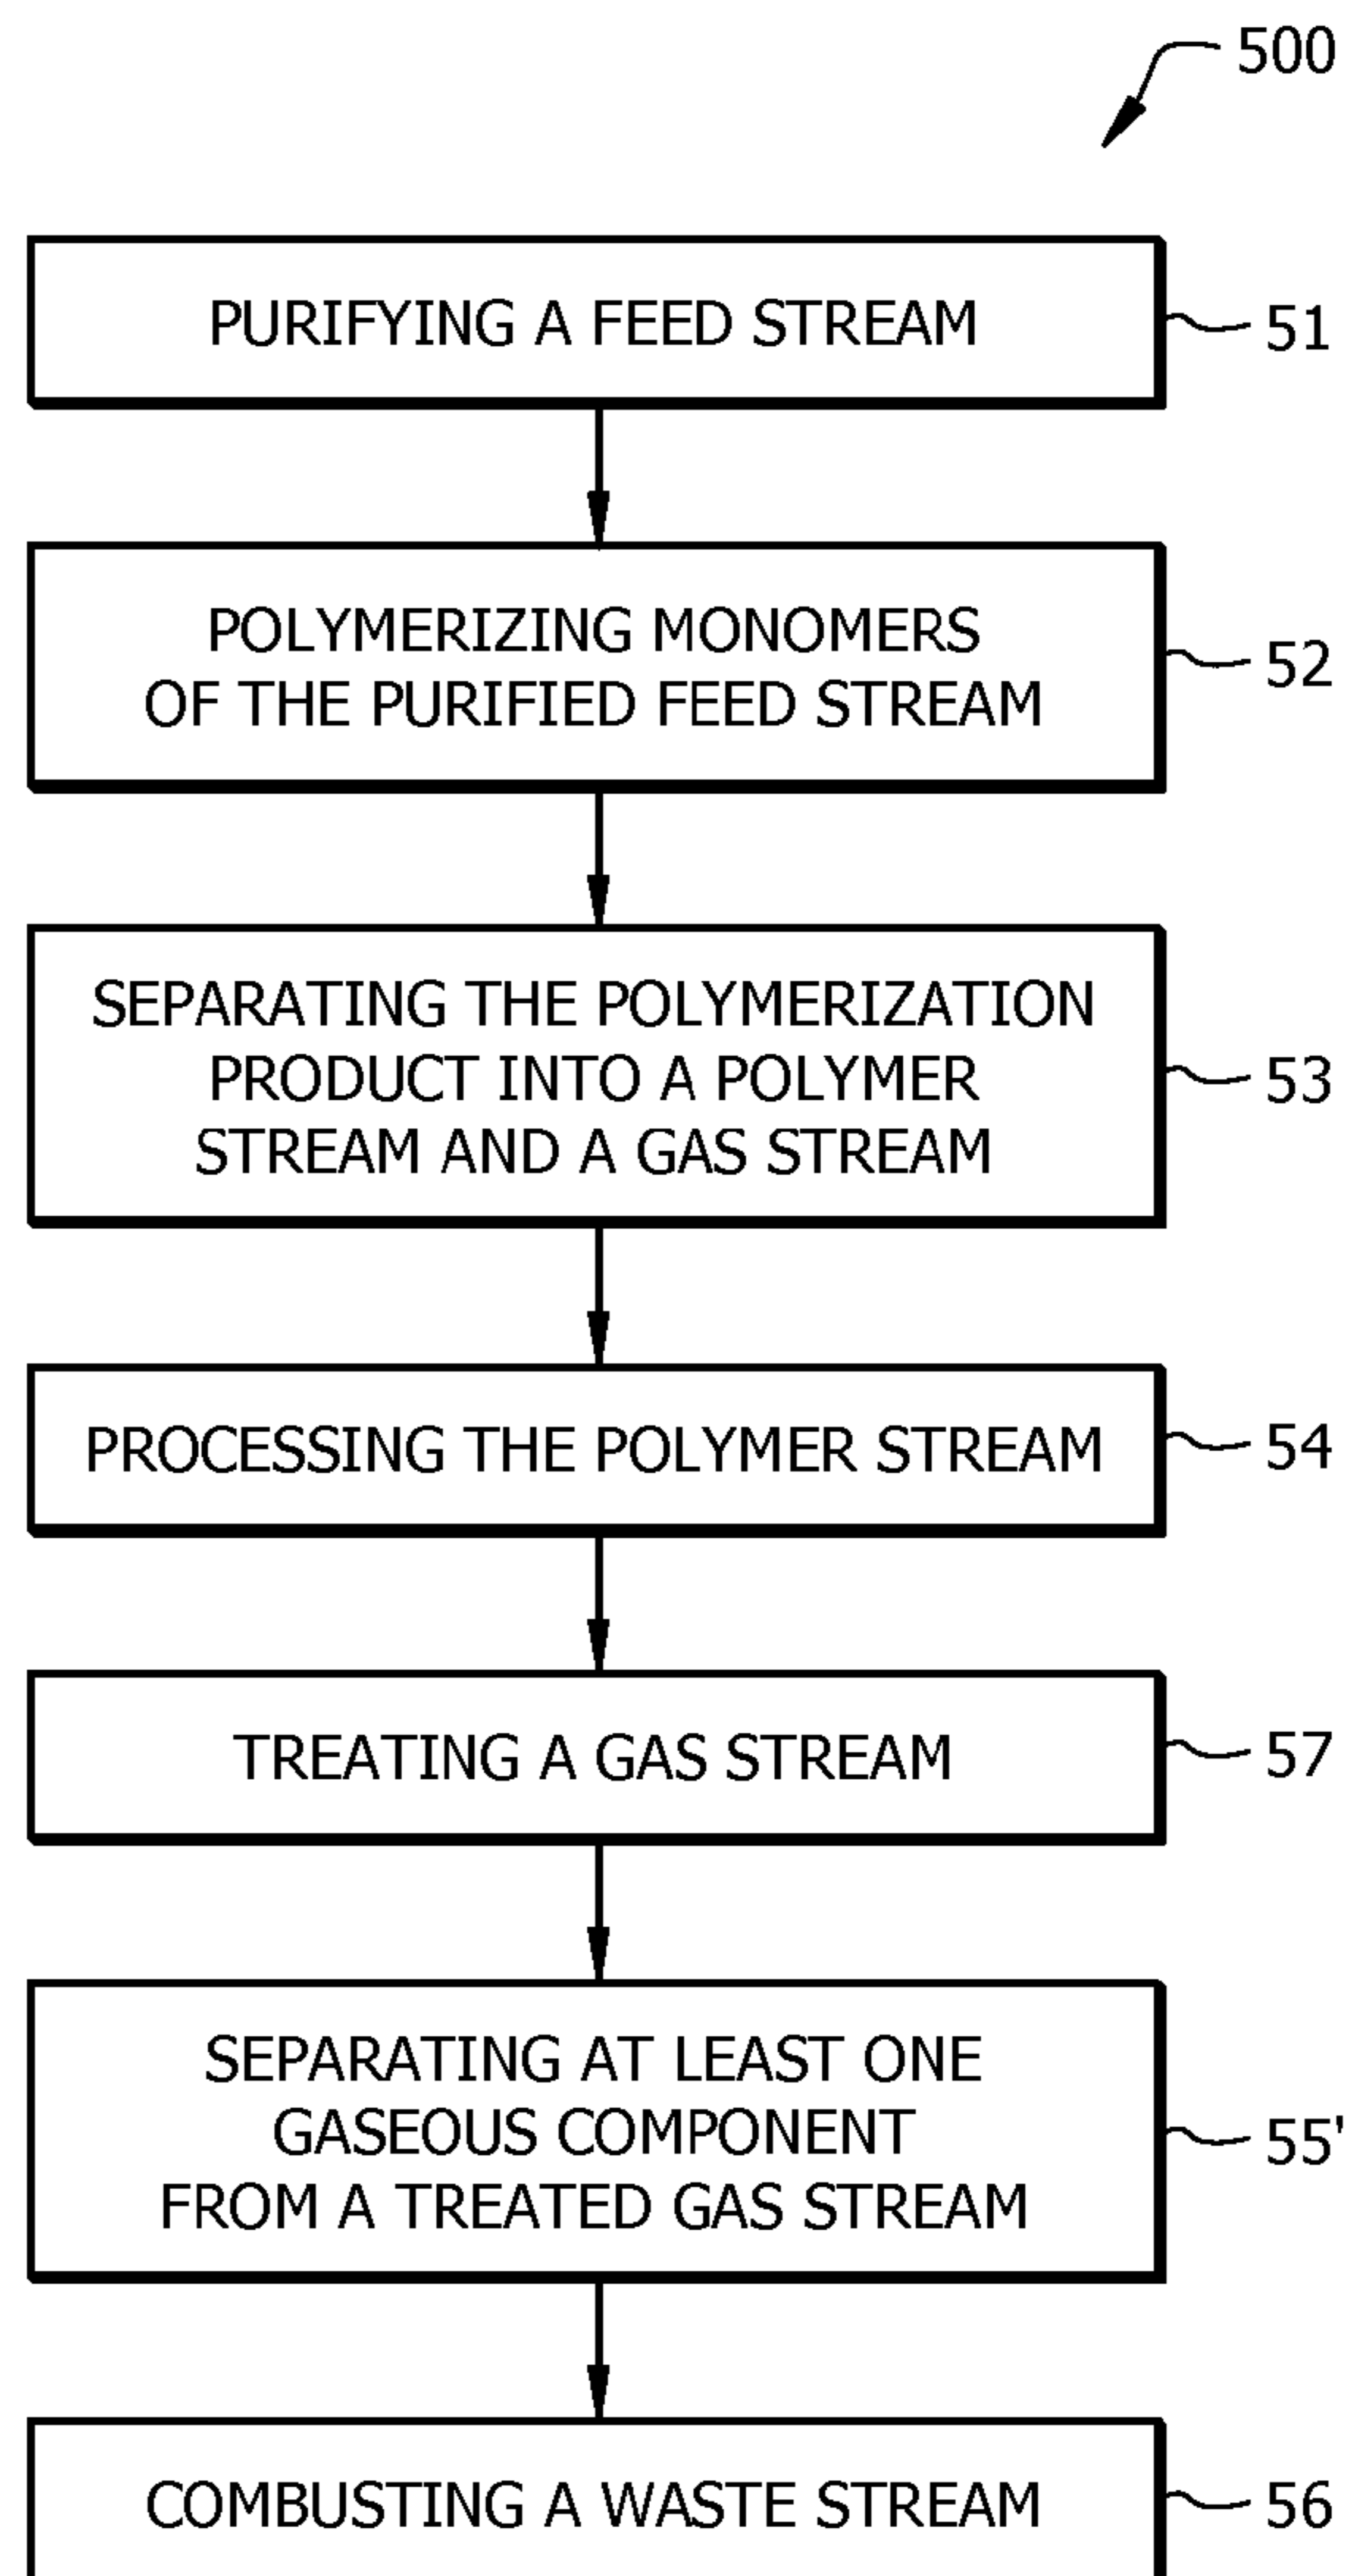 500
PURIFYING A FEED STREAM
51
POLYMERIZING MONOMERS
OF THE PURIFIED FEED STREAM
52
SEPARATING THE POLYMERIZATION
PRODUCT INTO A POLYMER
STREAM AND A GAS STREAM
53
PROCESSING THE POLYMER STREAM
54
TREATING A GAS STREAM
57
SEPARATING AT LEAST ONE
GASEOUS COMPONENT
FROM A TREATED GAS STREAM
55'
COMBUSTING A WASTE STREAM
56